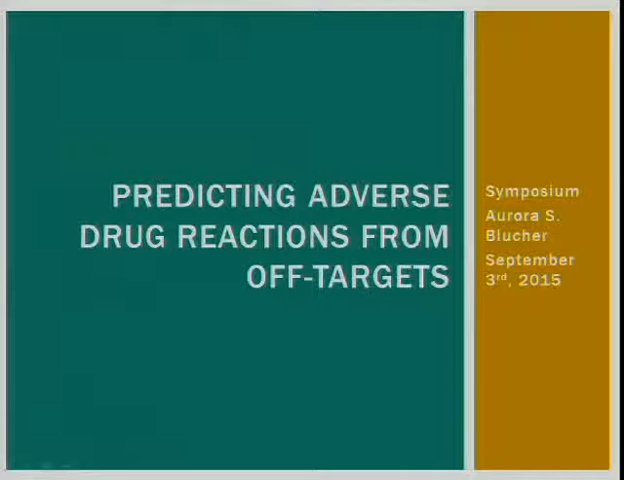 PREDICTING ADVERSE
DRUG REACTIONS FROM
OFF-TARGETS
Symposium
Aurora S.
Blucher
September
3rd, 2015